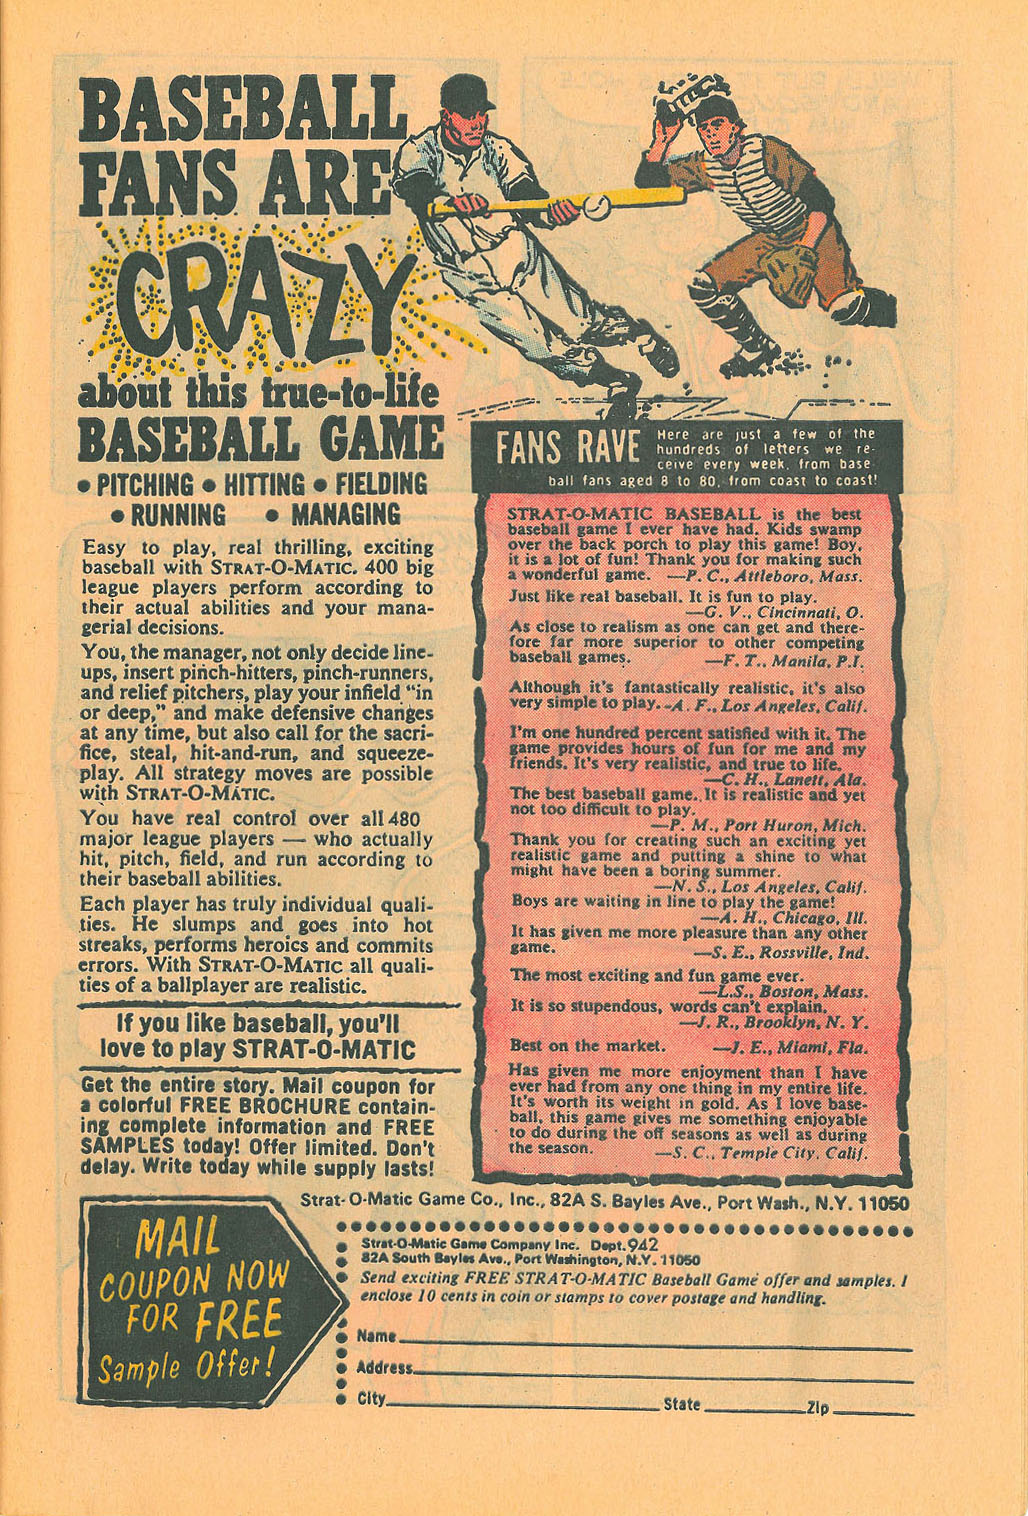 BASEBALL
FANS ARE
CRAZY
about this true-to-life
BASEBALL GAME
• PITCHING • HITTING • FIELDING
• RUNNING • MANAGING
Easy to play, real thrilling, exciting
baseball with STRAT-O-MATIC. 400 big
league players perform according to
their actual abilities and your mana-
gerial decisions.
You, the manager, not only decide line-
ups, insert pinch-hitters, pinch-runners,
and relief pitchers, play your infield "in
or deep," and make defensive changes
at any time, but also call for the sacri-
fice, steal, hit-and-run, and squeeze-
play. All strategy moves are possible
with STRAT-O-MATIC.
You have real control over all 480
major league players — who actually
hit, pitch, field, and run according to
their baseball abilities.
Each player has truly individual quali-
ties. He slumps and goes into hot
streaks, performs heroics and commits
errors. With STRAT-O-MATIC all quali-
ties of a ballplayer are realistic.
If you like baseball, you'll
love to play STRAT-O-MATIC
Get the entire story. Mail coupon for
a colorful FREE BROCHURE contain-
ing complete information and FREE
SAMPLES today! Offer limited. Don't
delay. Write today while supply lasts!
FANS RAVE
Here are just a few of the
hundreds of letters we re-
ceive every week, from base
ball fans aged 8 to 80, from coast to coast!
STRAT-O-MATIC BASEBALL is the best
baseball game I ever have had. Kids swamp
over the back porch to play this game! Boy,
it is a lot of fun! Thank you for making such
a wonderful game. —P. C., Attleboro, Mass.
Just like real baseball. It is fun to play.
—G. V., Cincinnati, O.
As close to realism as one can get and there-
fore far more superior to other competing
baseball games. —F. T., Manila, P.I.
Although it's fantastically realistic, it's also
very simple to play. -A. F., Los Angeles, Calif.
I'm one hundred percent satisfied with it. The
game provides hours of fun for me and my
friends. It's very realistic, and true to life.
—C. H., Lanett, Ala.
The best baseball game. It is realistic and yet
not too difficult to play.
—P. M., Port Huron, Mich.
Thank you for creating such an exciting yet
realistic game and putting a shine to what
might have been a boring summer.
—N. S., Los Angeles, Calif.
Boys are waiting in line to play the game!
—A. H., Chicago, Ill.
It has given me more pleasure than any other
game. —S. E., Rossville, Ind.
The most exciting and fun game ever.
—L.S., Boston, Mass.
It is so stupendous, words can't explain.
—J. R., Brooklyn, N. Y.
Best on the market. —J. E., Miami, Fla.
Has given me more enjoyment than I have
ever had from any one thing in my entire life.
It's worth its weight in gold. As I love base-
ball, this game gives me something enjoyable
to do during the off seasons as well as during
the season. —S. C., Temple City, Calif.
Strat-O-Matic Game Co., Inc., 82A S. Bayles Ave., Port Wash., N.Y. 11050
MAIL
COUPON NOW
FOR FREE
Sample Offer!
Strat-O-Matic Game Company Inc. Dept. 942
82A South Bayles Ave., Port Washington, N.Y. 11050
Send exciting FREE STRAT-O-MATIC Baseball Game offer and samples. I
enclose 10 cents in coin or stamps to cover postage and handling.
Name
Address
City State Zip